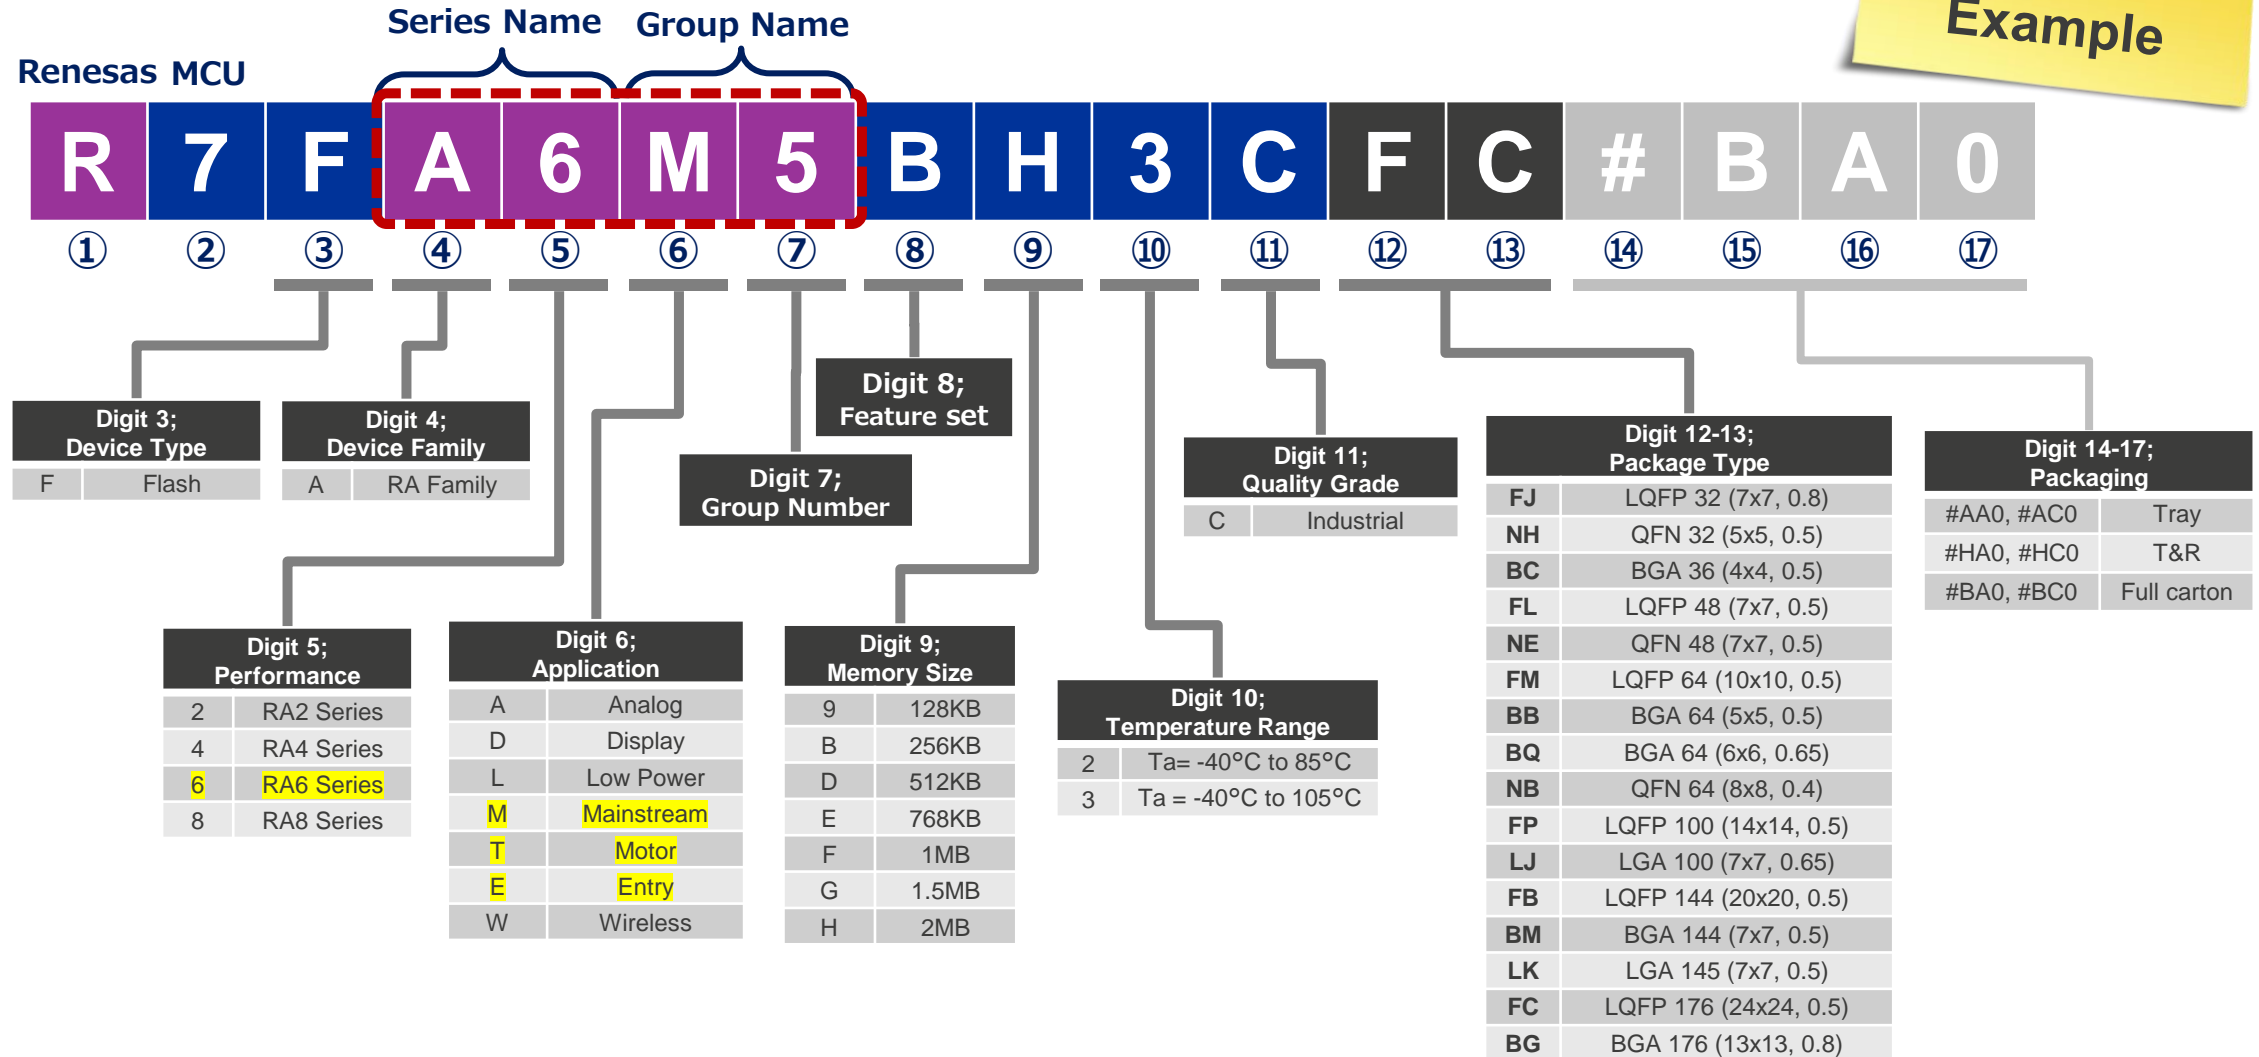 Example
Series Name Group Name
Renesas MCU
R 7 F A 6 M 5 B H 3 C F C # B A 0
① ② ③ ④ ⑤ ⑥ ⑦ ⑧ ⑨ ⑩ ⑪ ⑫ ⑬ ⑭ ⑮ ⑯ ⑰
Digit 3;
Device Type
F Flash
Digit 4;
Device Family
A RA Family
Digit 5;
Performance
2 RA2 Series
4 RA4 Series
6 RA6 Series
8 RA8 Series
Digit 6;
Application
A Analog
D Display
L Low Power
M Mainstream
T Motor
E Entry
W Wireless
Digit 7;
Group Number
Digit 8;
Feature set
Digit 9;
Memory Size
9 128KB
B 256KB
D 512KB
E 768KB
F 1MB
G 1.5MB
H 2MB
Digit 10;
Temperature Range
2 Ta= -40°C to 85°C
3 Ta = -40°C to 105°C
Digit 11;
Quality Grade
C Industrial
Digit 12-13;
Package Type
FJ LQFP 32 (7x7, 0.8)
NH QFN 32 (5x5, 0.5)
BC BGA 36 (4x4, 0.5)
FL LQFP 48 (7x7, 0.5)
NE QFN 48 (7x7, 0.5)
FM LQFP 64 (10x10, 0.5)
BB BGA 64 (5x5, 0.5)
BQ BGA 64 (6x6, 0.65)
NB QFN 64 (8x8, 0.4)
FP LQFP 100 (14x14, 0.5)
LJ LGA 100 (7x7, 0.65)
FB LQFP 144 (20x20, 0.5)
BM BGA 144 (7x7, 0.5)
LK LGA 145 (7x7, 0.5)
FC LQFP 176 (24x24, 0.5)
BG BGA 176 (13x13, 0.8)
Digit 14-17;
Packaging
#AA0, #AC0 Tray
#HA0, #HC0 T&R
#BA0, #BC0 Full carton